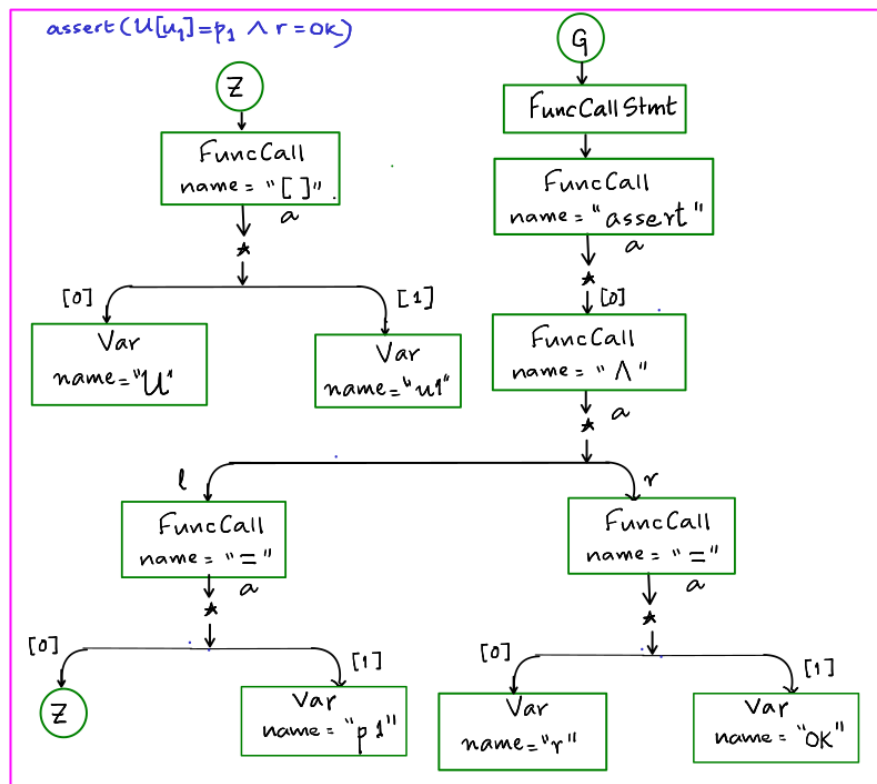 assert(U[u1]=p1 ∧ r=OK)
Z
FuncCall
name = "[ ]"
a
*
[0]
[1]
Var
name="U"
Var
name="u1"
G
FuncCallStmt
FuncCall
name = "assert"
a
*
[0]
FuncCall
name = "∧"
a
*
l
r
FuncCall
name = "="
a
*
[0]
[1]
Z
Var
name = "p1"
FuncCall
name = "="
a
*
[0]
[1]
Var
name="r"
Var
name = "OK"